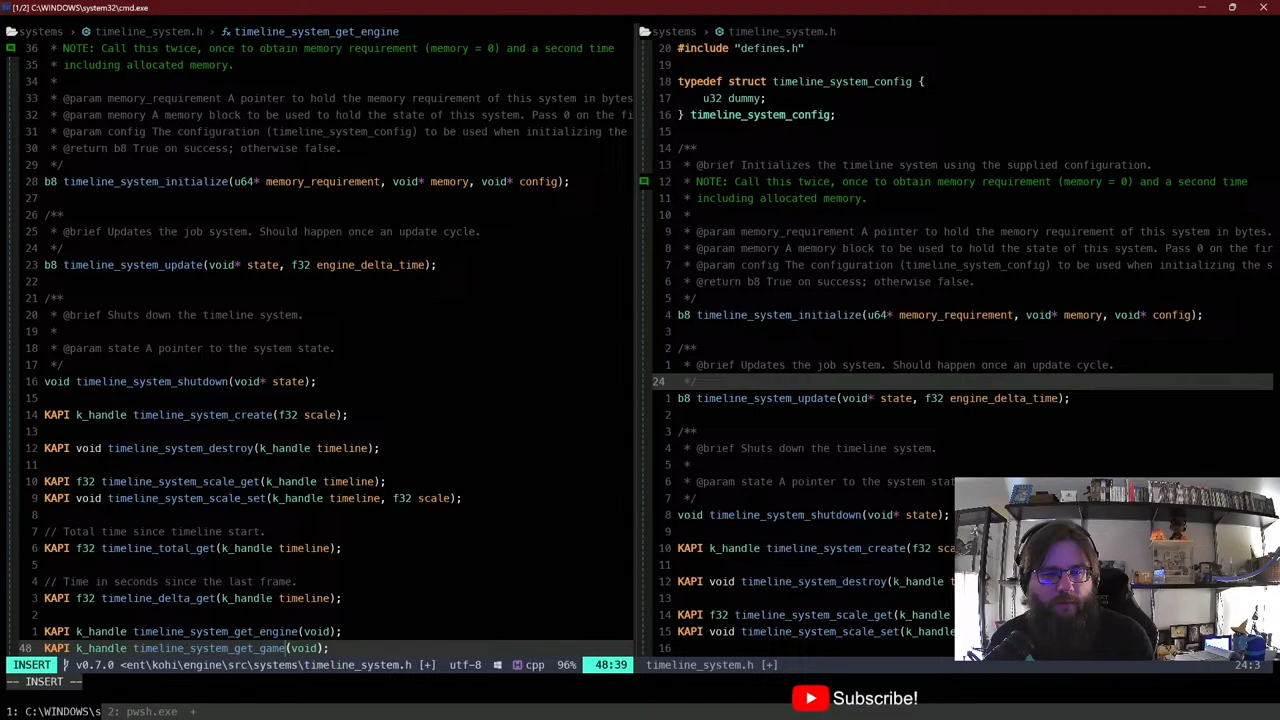 [1/2] C:\WINDOWS\system32\cmd.exe
systems › timeline_system.h › timeline_system_get_engine
36 * NOTE: Call this twice, once to obtain memory requirement (memory = 0) and a second time
35 * including allocated memory.
34 *
33 * @param memory_requirement A pointer to hold the memory requirement of this system in bytes
32 * @param memory A memory block to be used to hold the state of this system. Pass 0 on the fi
31 * @param config The configuration (timeline_system_config) to be used when initializing the
30 * @return b8 True on success; otherwise false.
29 */
28 b8 timeline_system_initialize(u64* memory_requirement, void* memory, void* config);
27
26 /**
25 * @brief Updates the job system. Should happen once an update cycle.
24 */
23 b8 timeline_system_update(void* state, f32 engine_delta_time);
22
21 /**
20 * @brief Shuts down the timeline system.
19 *
18 * @param state A pointer to the system state.
17 */
16 void timeline_system_shutdown(void* state);
15
14 KAPI k_handle timeline_system_create(f32 scale);
13
12 KAPI void timeline_system_destroy(k_handle timeline);
11
10 KAPI f32 timeline_system_scale_get(k_handle timeline);
9 KAPI void timeline_system_scale_set(k_handle timeline, f32 scale);
8
7 // Total time since timeline start.
6 KAPI f32 timeline_total_get(k_handle timeline);
5
4 // Time in seconds since the last frame.
3 KAPI f32 timeline_delta_get(k_handle timeline);
2
1 KAPI k_handle timeline_system_get_engine(void);
48 KAPI k_handle timeline_system_get_game(void);
INSERT v0.7.0 <ent\kohi\engine\src\systems\timeline_system.h [+] utf-8 cpp 96% 48:39
-- INSERT --
1: C:\WINDOWS\s 2: pwsh.exe +
systems › timeline_system.h
20 #include "defines.h"
19
18 typedef struct timeline_system_config {
17 u32 dummy;
16 } timeline_system_config;
15
14 /**
13 * @brief Initializes the timeline system using the supplied configuration.
12 * NOTE: Call this twice, once to obtain memory requirement (memory = 0) and a second time
11 * including allocated memory.
10 *
9 * @param memory_requirement A pointer to hold the memory requirement of this system in bytes.
8 * @param memory A memory block to be used to hold the state of this system. Pass 0 on the fir
7 * @param config The configuration (timeline_system_config) to be used when initializing the s
6 * @return b8 True on success; otherwise false.
5 */
4 b8 timeline_system_initialize(u64* memory_requirement, void* memory, void* config);
3
2 /**
1 * @brief Updates the job system. Should happen once an update cycle.
24 */
1 b8 timeline_system_update(void* state, f32 engine_delta_time);
2
3 /**
4 * @brief Shuts down the timeline system.
5 *
6 * @param state A pointer to the system stat
7 */
8 void timeline_system_shutdown(void* state);
9
10 KAPI k_handle timeline_system_create(f32 sca
11
12 KAPI void timeline_system_destroy(k_handle t
13
14 KAPI f32 timeline_system_scale_get(k_handle
15 KAPI void timeline_system_scale_set(k_handle
16
timeline_system.h [+] 24:3
Subscribe!